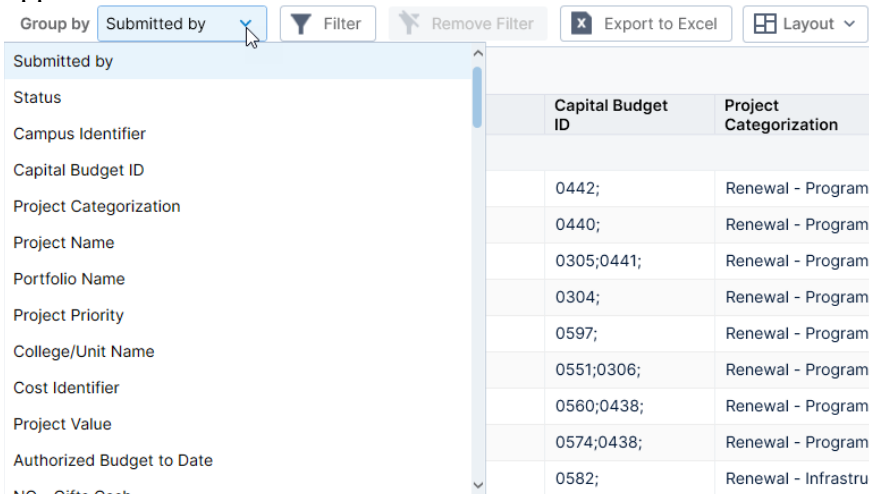 Group by Submitted by Filter Remove Filter Export to Excel Layout
Submitted by
Status
Campus Identifier
Capital Budget ID
Project Categorization
Project Name
Portfolio Name
Project Priority
College/Unit Name
Cost Identifier
Project Value
Authorized Budget to Date
Capital Budget
ID
Project
Categorization
0442; Renewal - Program
0440; Renewal - Program
0305;0441; Renewal - Program
0304; Renewal - Program
0597; Renewal - Program
0551;0306; Renewal - Program
0560;0438; Renewal - Program
0574;0438; Renewal - Program
0582; Renewal - Infrastru